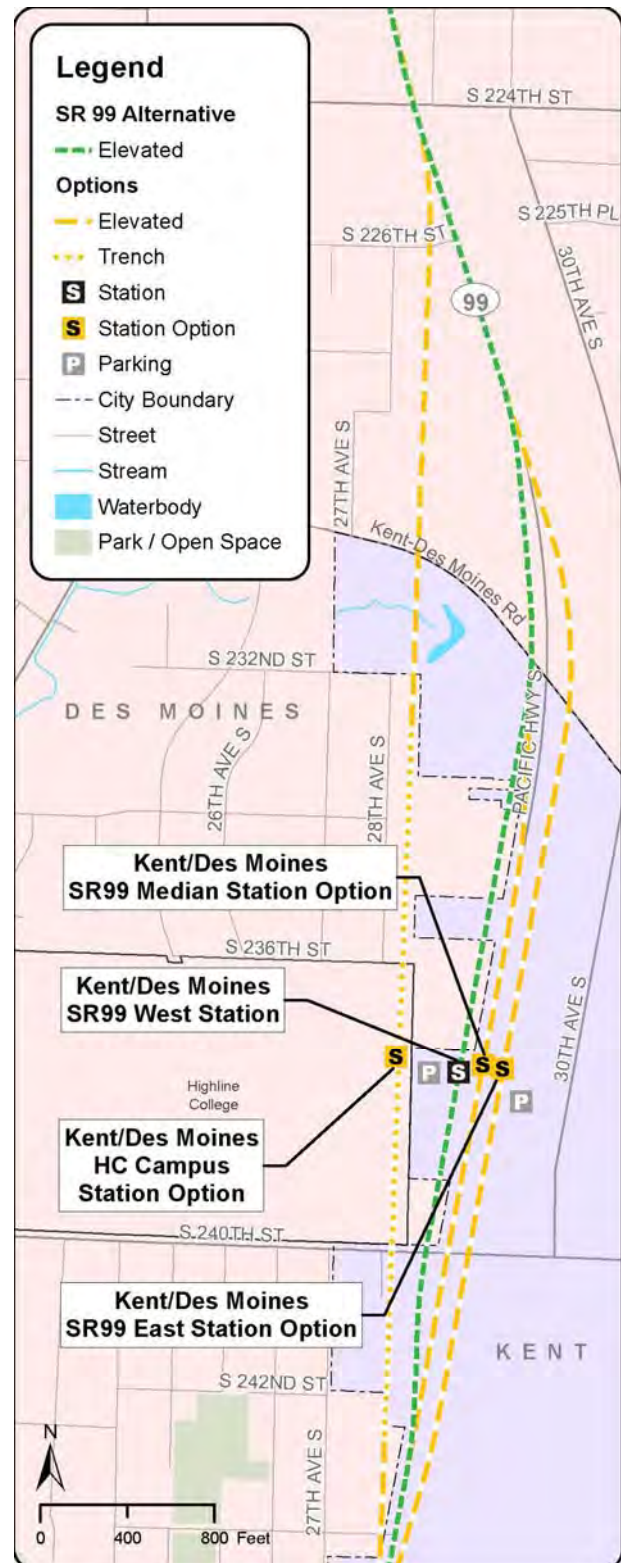 Legend
SR 99 Alternative
Elevated
Options
Elevated
Trench
S Station
S Station Option
P Parking
City Boundary
Street
Stream
Waterbody
Park / Open Space
S 224TH ST
S 225TH PL
S 226TH ST
30TH AVE S
99
27TH AVE S
Kent-Des Moines Rd
S 232ND ST
DES MOINES
PACIFIC HWY S
26TH AVE S
28TH AVE S
Kent/Des Moines
SR99 Median Station Option
S 236TH ST
Kent/Des Moines
SR99 West Station
30TH AVE S
S
P
S
S
S
P
Highline
College
Kent/Des Moines
HC Campus
Station Option
S 240TH ST
Kent/Des Moines
SR99 East Station Option
KENT
S 242ND ST
27TH AVE S
N
0 400 800 Feet